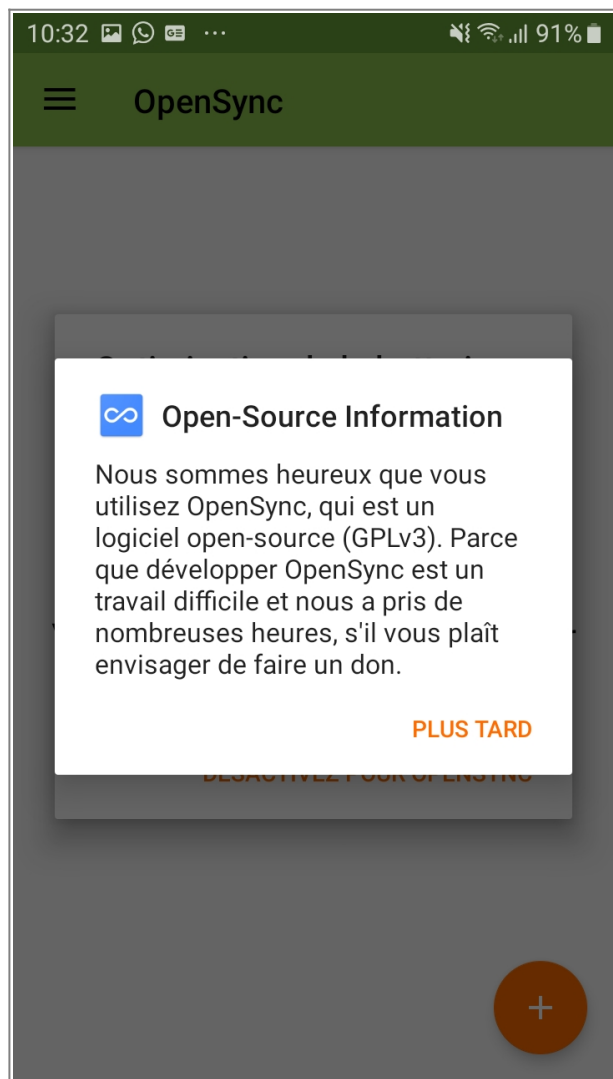 10:32 91%
OpenSync
Open-Source Information
Nous sommes heureux que vous
utilisez OpenSync, qui est un
logiciel open-source (GPLv3). Parce
que développer OpenSync est un
travail difficile et nous a pris de
nombreuses heures, s'il vous plaît
envisager de faire un don.
PLUS TARD